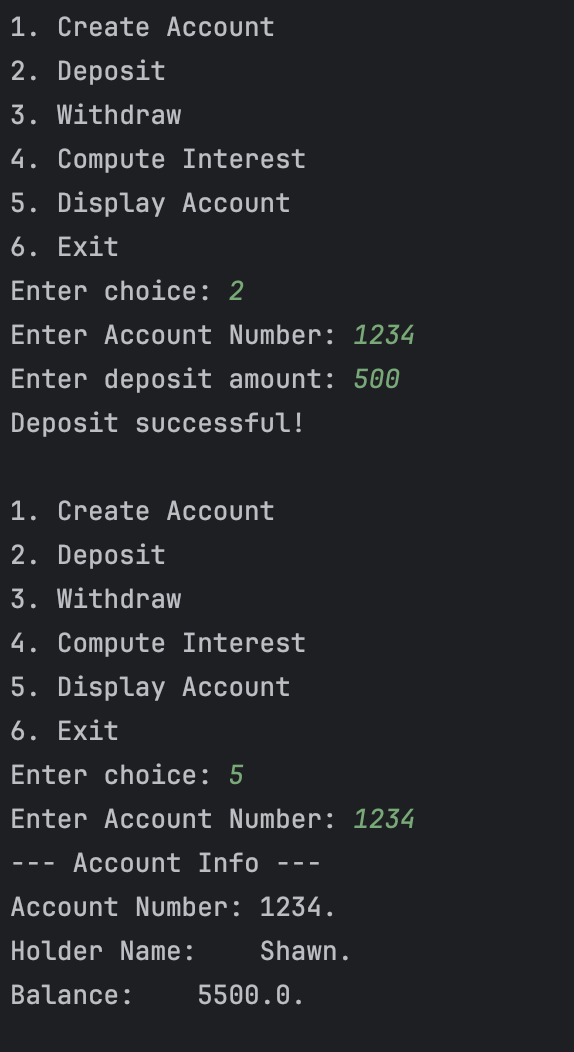 1. Create Account
2. Deposit
3. Withdraw
4. Compute Interest
5. Display Account
6. Exit
Enter choice: 2
Enter Account Number: 1234
Enter deposit amount: 500
Deposit successful!

1. Create Account
2. Deposit
3. Withdraw
4. Compute Interest
5. Display Account
6. Exit
Enter choice: 5
Enter Account Number: 1234
--- Account Info ---
Account Number: 1234.
Holder Name:    Shawn.
Balance:    5500.0.